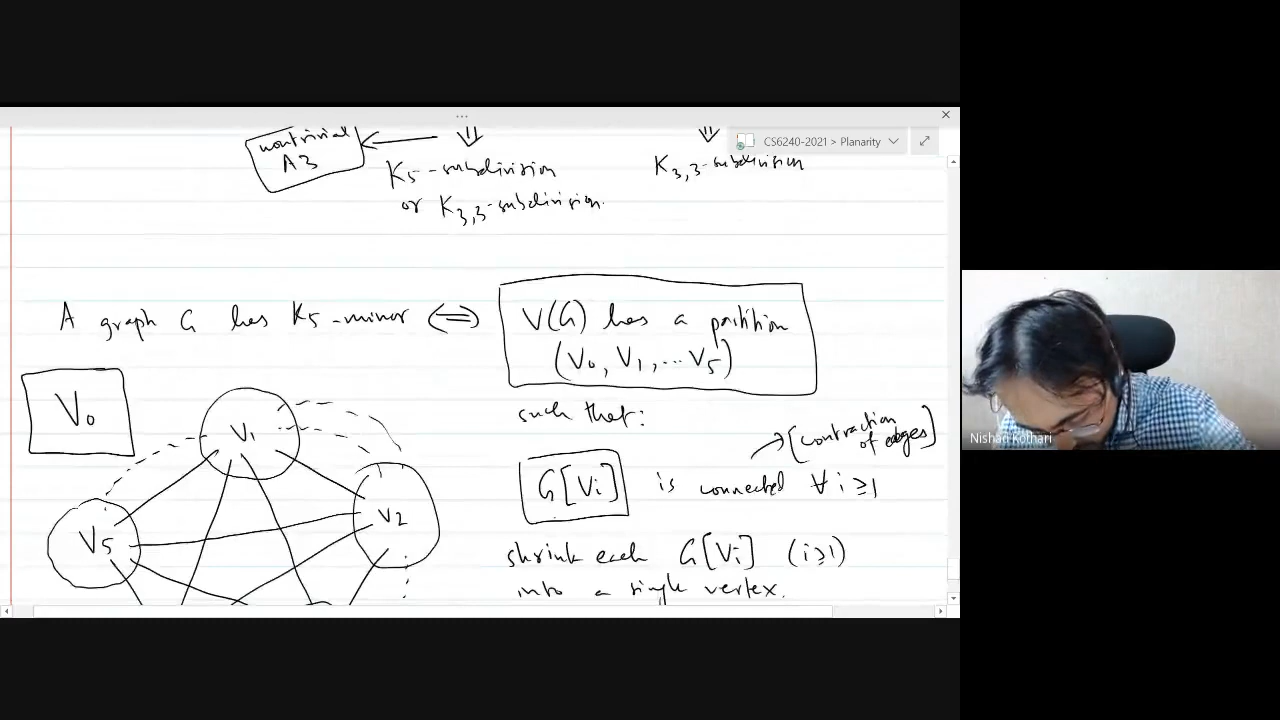 CS6240-2021 > Planarity
nontrivial
A3
K5-subdivision
or K3,3-subdivision.
K3,3-subdivision
A graph G has K5-minor ⟺ V(G) has a partition
(V0, V1, ... V5)
such that:
→ [contraction
of edges]
G[Vi] is connected ∀ i≥1
shrink each G[Vi] (i≥1)
into a single vertex.
V0
V1
V2
V5
Nishad Kothari